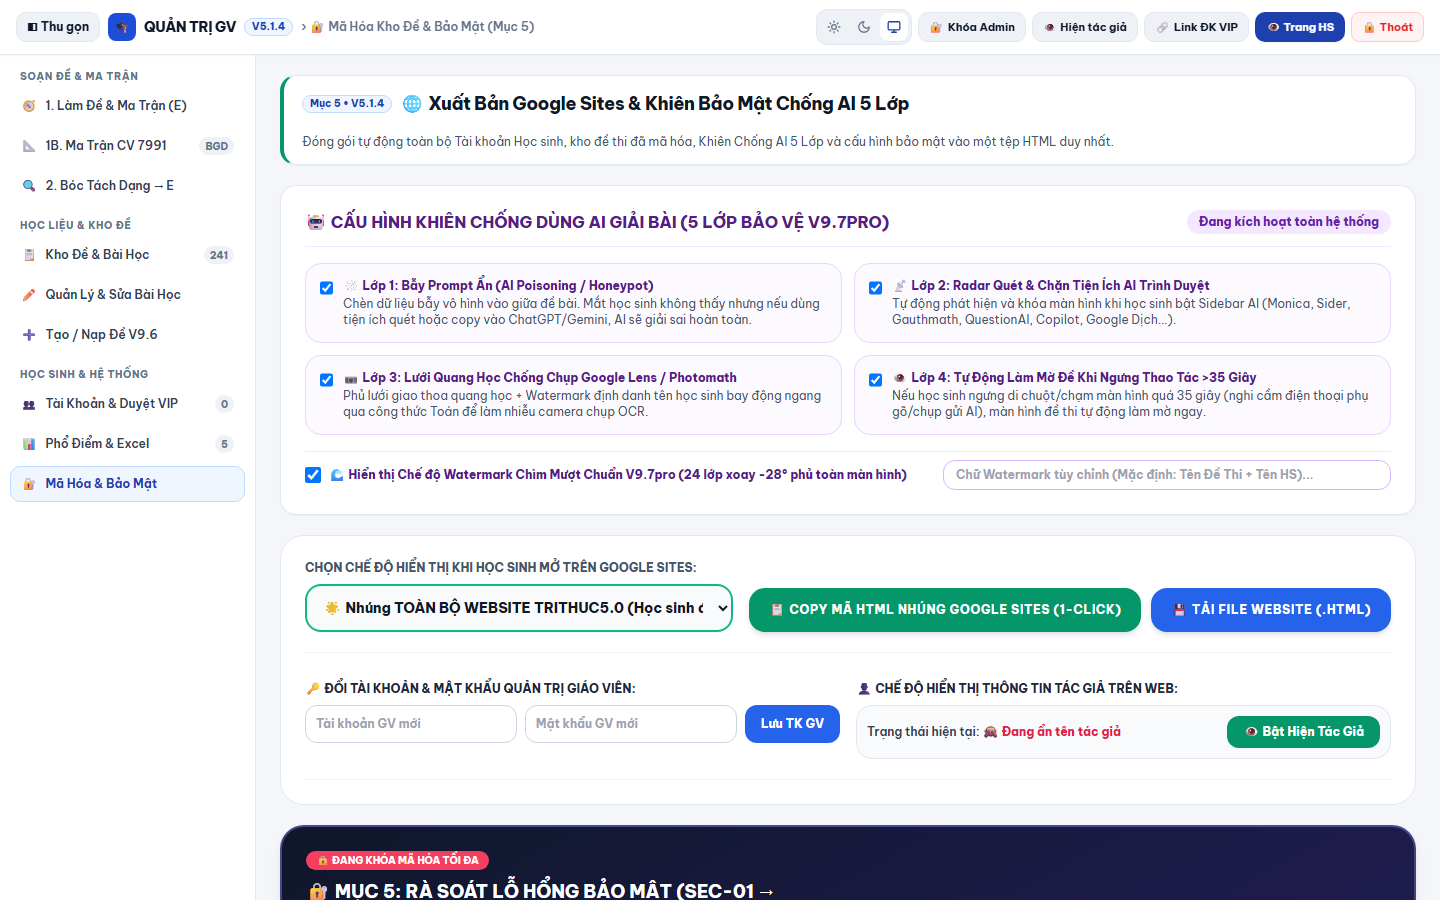 Thu gọn
QUẢN TRỊ GV
V5.1.4
› Mã Hóa Kho Đề & Bảo Mật (Mục 5)
Khóa Admin
Hiện tác giả
Link ĐK VIP
Trang HS
Thoát
SOẠN ĐỀ & MA TRẬN
1. Làm Đề & Ma Trận (E)
1B. Ma Trận CV 7991
BGD
2. Bóc Tách Dạng → E
HỌC LIỆU & KHO ĐỀ
Kho Đề & Bài Học
241
Quản Lý & Sửa Bài Học
Tạo / Nạp Đề V9.6
HỌC SINH & HỆ THỐNG
Tài Khoản & Duyệt VIP
0
Phổ Điểm & Excel
5
Mã Hóa & Bảo Mật
Mục 5 • V5.1.4
Xuất Bản Google Sites & Khiên Bảo Mật Chống AI 5 Lớp
Đóng gói tự động toàn bộ Tài khoản Học sinh, kho đề thi đã mã hóa, Khiên Chống AI 5 Lớp và cấu hình bảo mật vào một tệp HTML duy nhất.
CẤU HÌNH KHIÊN CHỐNG DÙNG AI GIẢI BÀI (5 LỚP BẢO VỆ V9.7PRO)
Đang kích hoạt toàn hệ thống
Lớp 1: Bẫy Prompt Ẩn (AI Poisoning / Honeypot)
Chèn dữ liệu bẫy vô hình vào giữa đề bài. Mắt học sinh không thấy nhưng nếu dùng
tiện ích quét hoặc copy vào ChatGPT/Gemini, AI sẽ giải sai hoàn toàn.
Lớp 2: Radar Quét & Chặn Tiện Ích AI Trình Duyệt
Tự động phát hiện và khóa màn hình khi học sinh bật Sidebar AI (Monica, Sider,
Gauthmath, QuestionAI, Copilot, Google Dịch...).
Lớp 3: Lưới Quang Học Chống Chụp Google Lens / Photomath
Phủ lưới giao thoa quang học + Watermark định danh tên học sinh bay động ngang
qua công thức Toán để làm nhiễu camera chụp OCR.
Lớp 4: Tự Động Làm Mờ Đề Khi Ngưng Thao Tác >35 Giây
Nếu học sinh ngưng di chuột/chạm màn hình quá 35 giây (nghi cầm điện thoại phụ
gõ/chụp gửi AI), màn hình đề thi tự động làm mờ ngay.
Hiển thị Chế độ Watermark Chìm Mượt Chuẩn V9.7pro (24 lớp xoay -28° phủ toàn màn hình)
Chữ Watermark tùy chỉnh (Mặc định: Tên Đề Thi + Tên HS)...
CHỌN CHẾ ĐỘ HIỂN THỊ KHI HỌC SINH MỞ TRÊN GOOGLE SITES:
Nhúng TOÀN BỘ WEBSITE TRITHUC5.0 (Học sinh
COPY MÃ HTML NHÚNG GOOGLE SITES (1-CLICK)
TẢI FILE WEBSITE (.HTML)
ĐỔI TÀI KHOẢN & MẬT KHẨU QUẢN TRỊ GIÁO VIÊN:
Tài khoản GV mới
Mật khẩu GV mới
Lưu TK GV
CHẾ ĐỘ HIỂN THỊ THÔNG TIN TÁC GIẢ TRÊN WEB:
Trạng thái hiện tại: Đang ẩn tên tác giả
Bật Hiện Tác Giả
ĐANG KHÓA MÃ HÓA TỐI ĐA
MỤC 5: RÀ SOÁT LỖ HỔNG BẢO MẬT (SEC-01 →